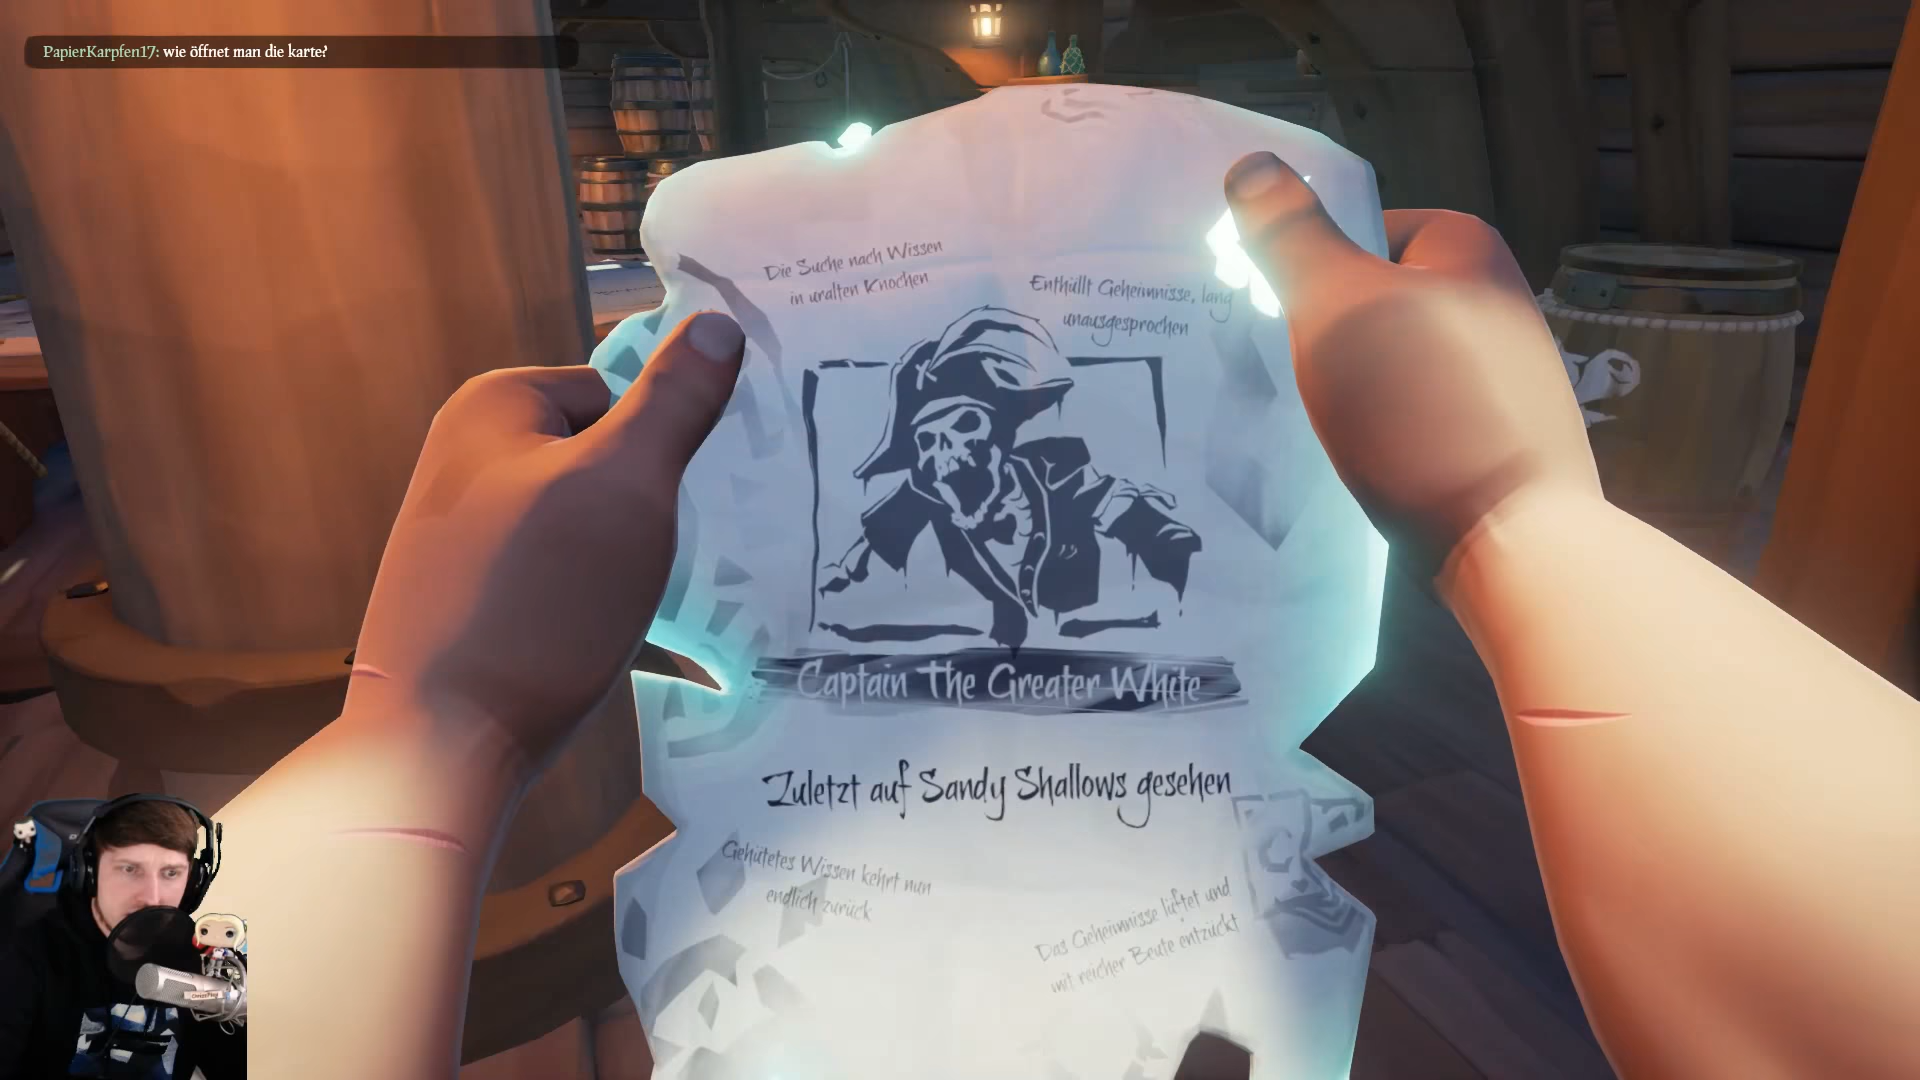 PapierKarpfen17: wie öffnet man die karte?
Die Suche nach Wissen
in uralten Knochen
Enthüllt Geheimnisse, lang
unausgesprochen
Captain The Greater White
Zuletzt auf Sandy Shallows gesehen
Gehütetes Wissen kehrt nun
endlich zurück
Das Geheimnisse lüftet und
mit reicher Beute entzückt